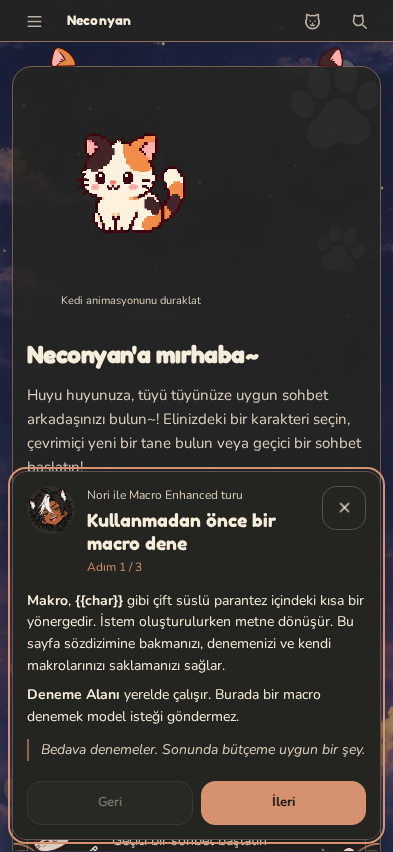 Neconyan
Kedi animasyonunu duraklat
Neconyan'a mırhaba~
Huyu huyunuza, tüyü tüyünüze uygun sohbet
arkadaşınızı bulun~! Elinizdeki bir karakteri seçin,
çevrimiçi yeni bir tane bulun veya geçici bir sohbet
başlatın!
Nori ile Macro Enhanced turu
Kullanmadan önce bir
macro dene
Adım 1 / 3
Makro, {{char}} gibi çift süslü parantez içindeki kısa bir
yönergedir. İstem oluşturulurken metne dönüşür. Bu
sayfa sözdizimine bakmanızı, denemenizi ve kendi
makrolarınızı saklamanızı sağlar.
Deneme Alanı yerelde çalışır. Burada bir macro
denemek model isteği göndermez.
Bedava denemeler. Sonunda bütçeme uygun bir şey.
Geri
İleri
Geçici bir sohbet başlatın